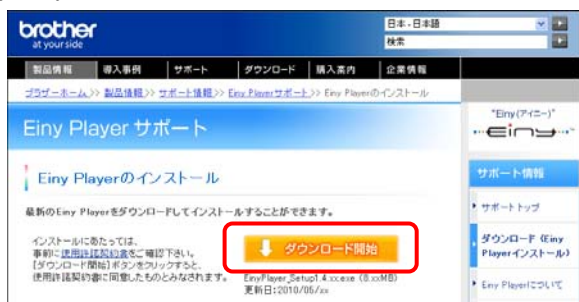 brother
at your side
日本 - 日本語
検索
製品情報 導入事例 サポート ダウンロード 購入案内 企業情報
ブラザーホーム >> 製品情報 >> サポート情報 >> Einy Playerサポート >> Einy Playerのインストール
Einy Player サポート
"Einy(アイニー)"
Einy
Einy Playerのインストール
最新のEiny Playerをダウンロードしてインストールすることができます。
インストールにあたっては、
事前に使用許諾契約書をご確認下さい。
[ダウンロード開始]ボタンをクリックすると、
使用許諾契約書に同意したものとみなされます。
ダウンロード開始
EinyPlayer_Setup1.4.xx.exe (8.xxMB)
更新日:2010/05/xx
サポート情報
サポートトップ
ダウンロード (Einy
Playerインストール)
Einy Playerについて